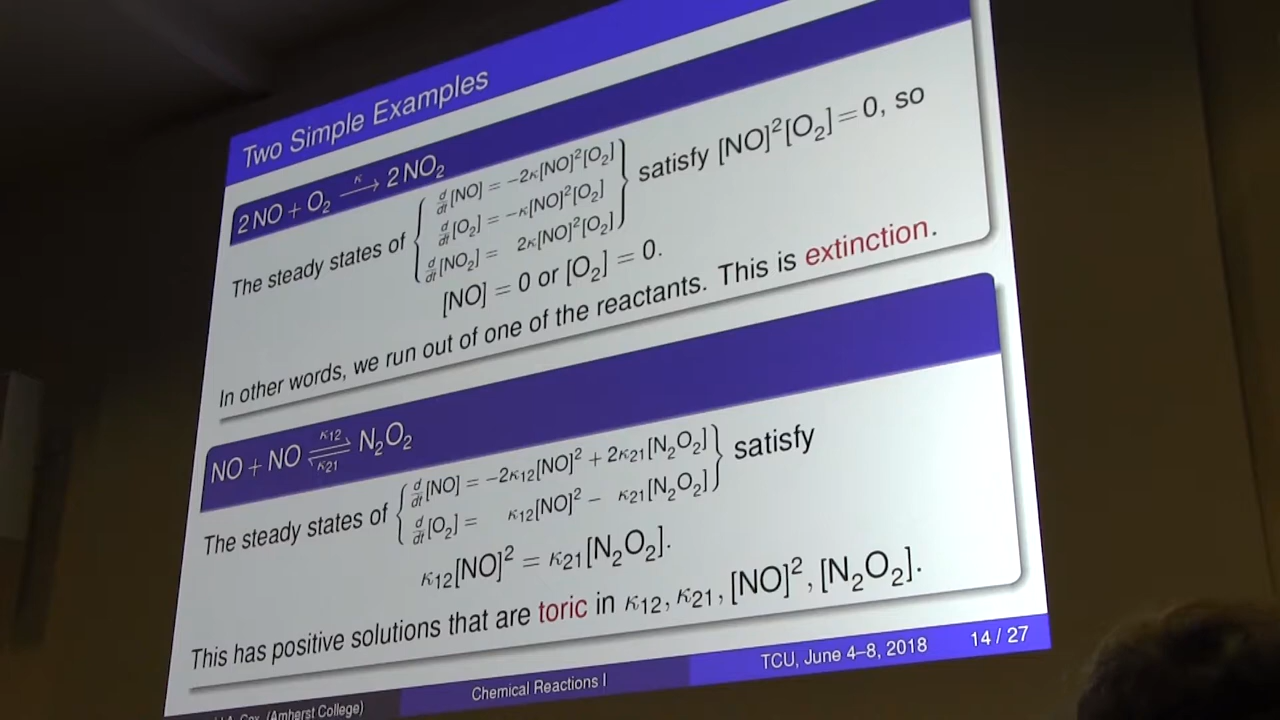 Two Simple Examples
2 NO + O₂ —κ→ 2 NO₂
The steady states of { d/dt[NO] = −2κ[NO]²[O₂]
d/dt[O₂] = −κ[NO]²[O₂]
d/dt[NO₂] = 2κ[NO]²[O₂] } satisfy [NO]²[O₂] = 0, so
[NO] = 0 or [O₂] = 0.
In other words, we run out of one of the reactants. This is extinction.
NO + NO ⇌ κ₁₂ κ₂₁ N₂O₂
The steady states of { d/dt[NO] = −2κ₁₂[NO]² + 2κ₂₁[N₂O₂]
d/dt[O₂] = κ₁₂[NO]² − κ₂₁[N₂O₂] } satisfy
κ₁₂[NO]² = κ₂₁[N₂O₂].
This has positive solutions that are toric in κ₁₂, κ₂₁, [NO]², [N₂O₂].
A. Cox (Amherst College) Chemical Reactions I TCU, June 4–8, 2018 14 / 27